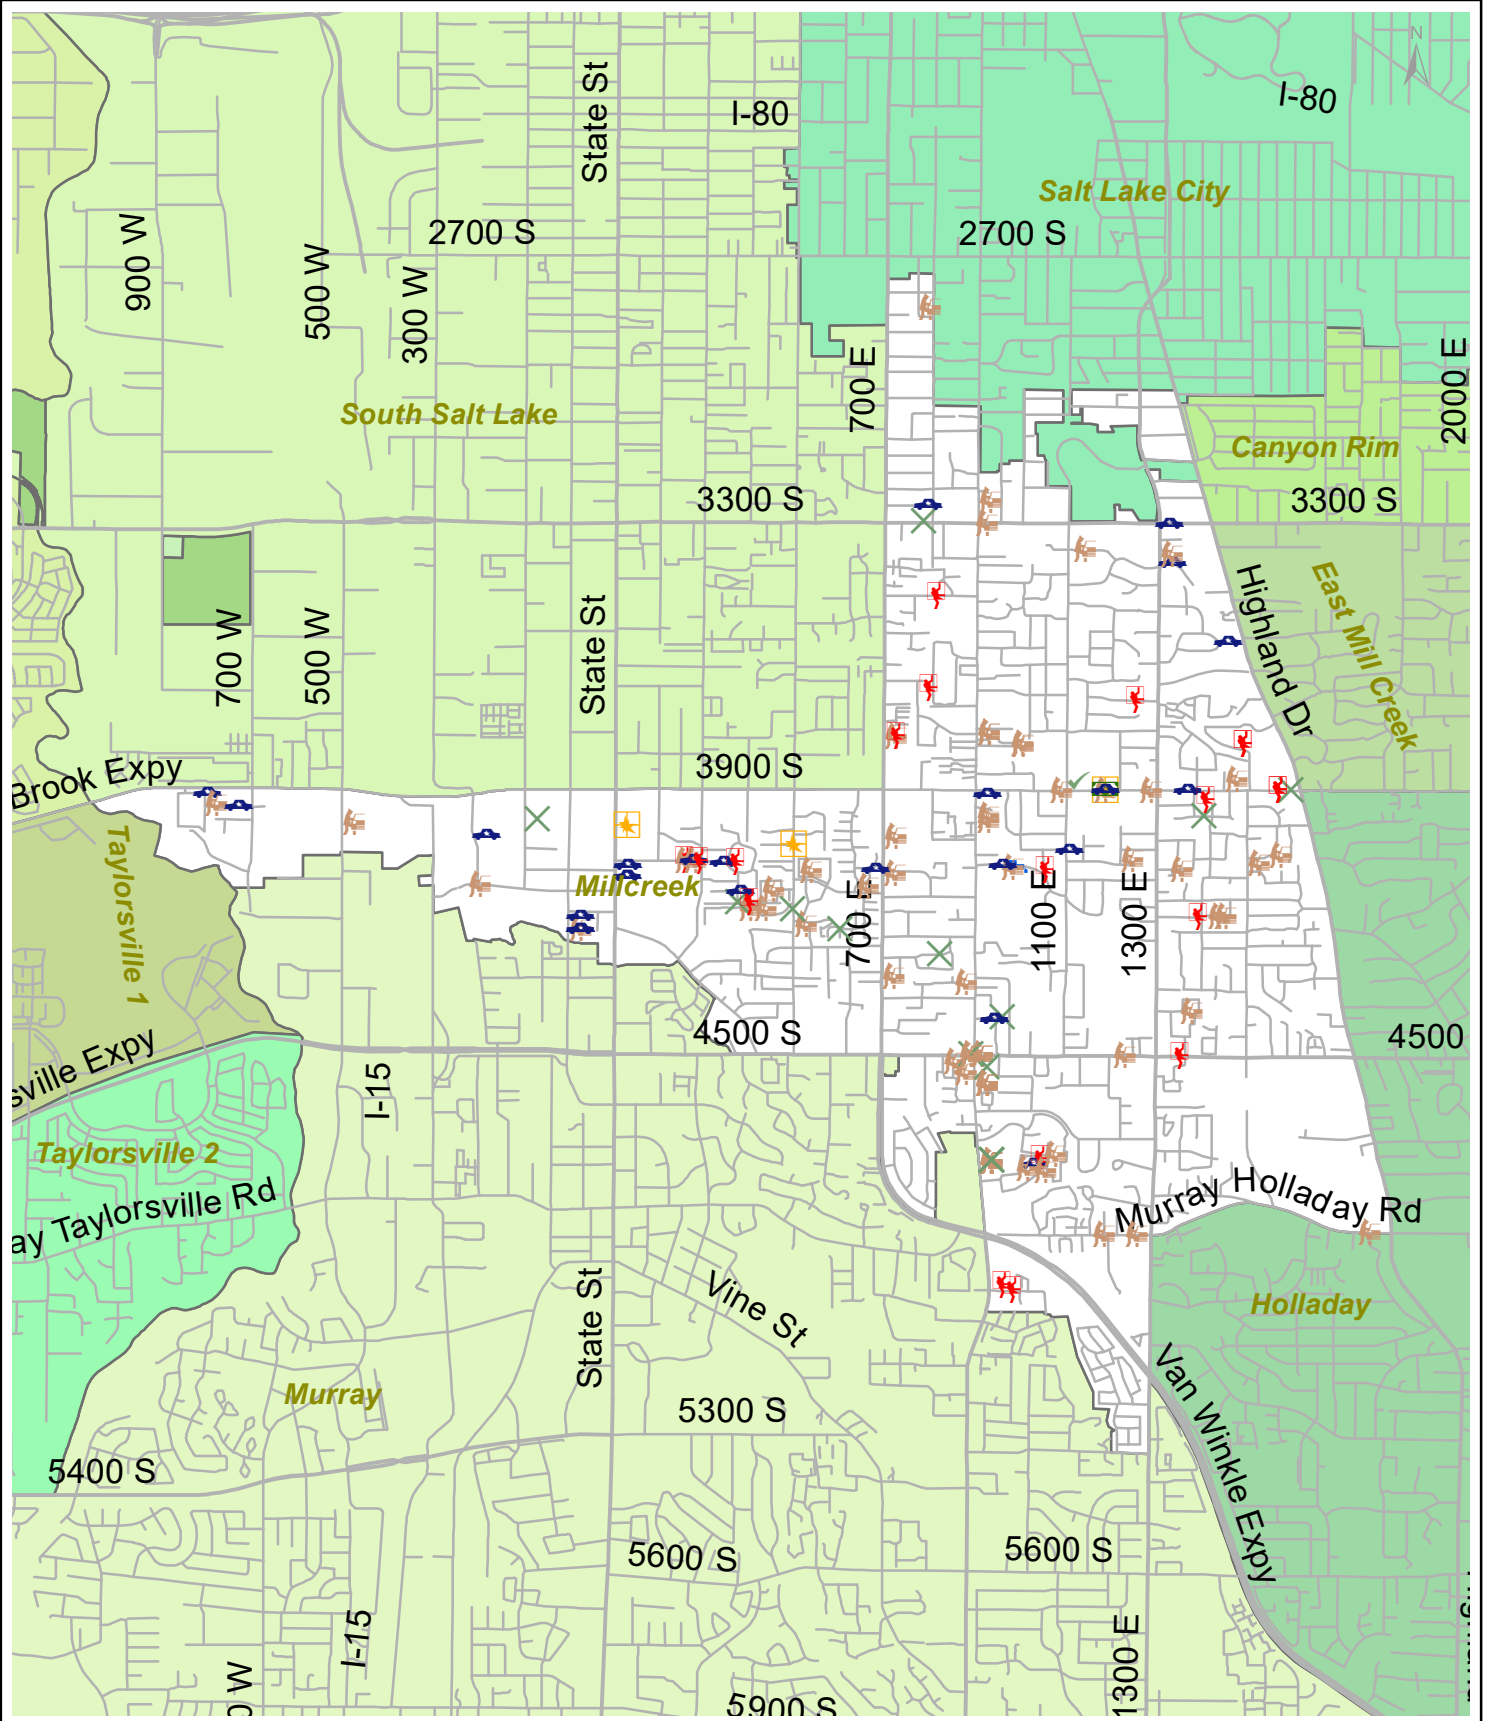 N
I-80
State St
I-80
Salt Lake City
900 W
2700 S
2700 S
500 W
300 W
700 E
2000 E
South Salt Lake
Canyon Rim
3300 S
3300 S
700 W
500 W
State St
Highland Dr
East Mill Creek
Brook Expy
3900 S
Taylorsville 1
Millcreek
700 E
1100 E
1300 E
4500 S
4500
sville Expy
I-15
Taylorsville 2
ay Taylorsville Rd
Murray Holladay Rd
State St
Vine St
Holladay
Murray
Van Winkle Expy
5300 S
5400 S
5600 S
5600 S
I-15
1300 E
0 W
5900 S